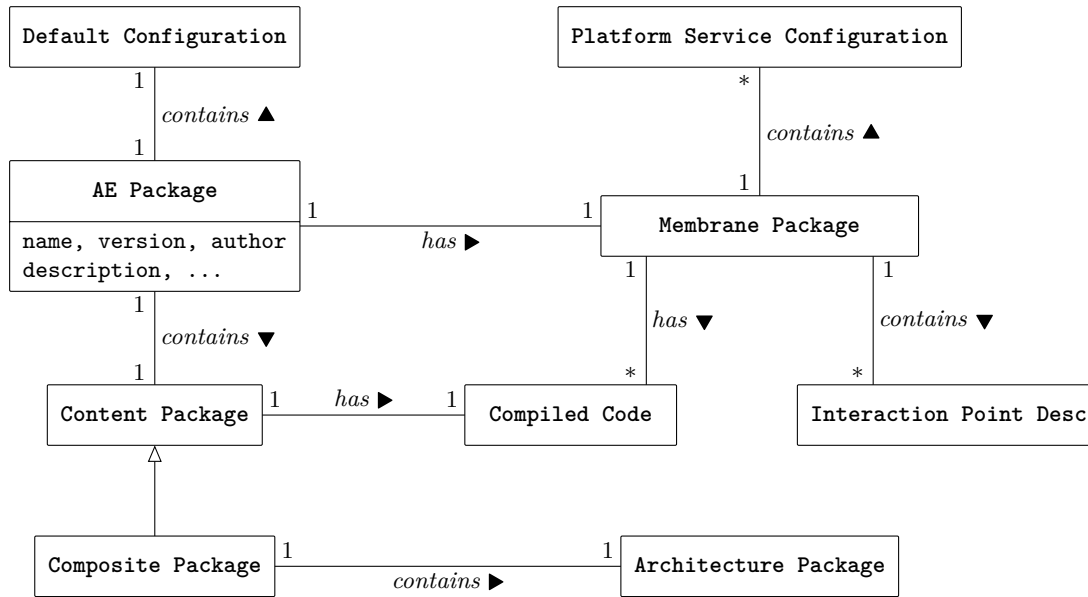 Default Configuration
Platform Service Configuration
1
*
contains ▲
contains ▲
1
1
AE Package
name, version, author
description, ...
1
1
has ▶
Membrane Package
1
1
1
contains ▼
has ▼
contains ▼
1
*
*
Content Package
1
has ▶
1
Compiled Code
Interaction Point Desc
Composite Package
1
contains ▶
1
Architecture Package